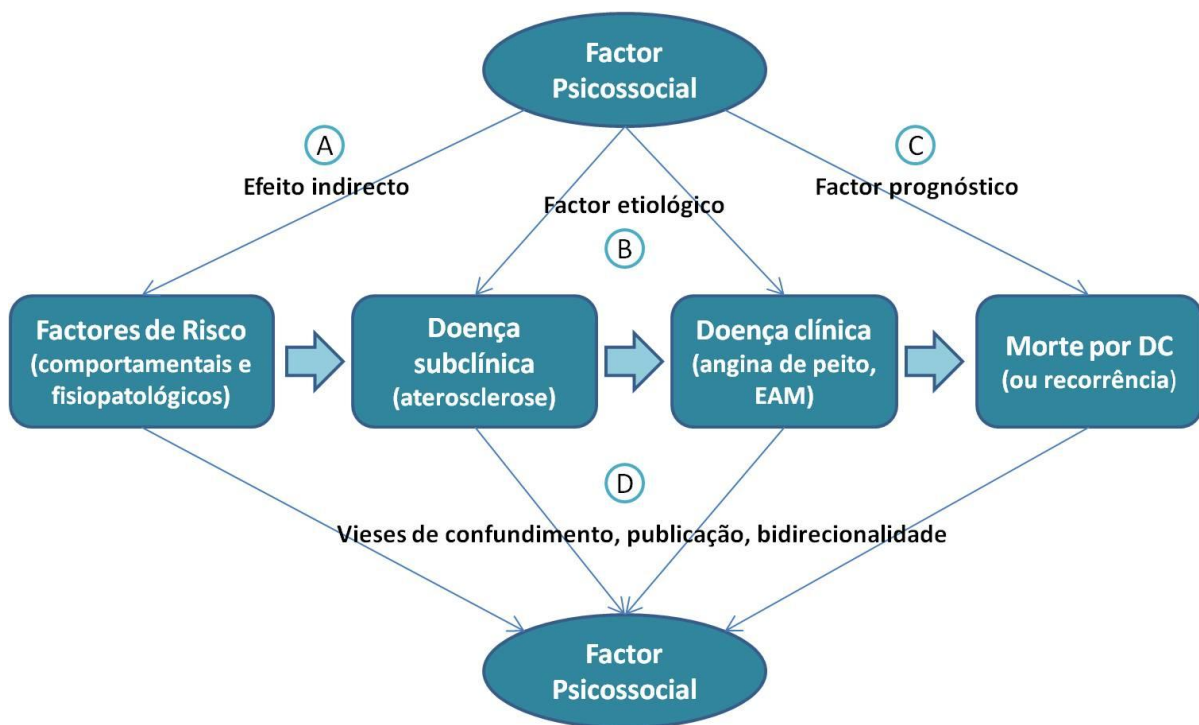 Factor
Psicossocial
A
Efeito indirecto
C
Factor prognóstico
Factor etiológico
B
Factores de Risco
(comportamentais e
fisiopatológicos)
Doença
subclínica
(aterosclerose)
Doença clínica
(angina de peito,
EAM)
Morte por DC
(ou recorrência)
D
Vieses de confundimento, publicação, bidirecionalidade
Factor
Psicossocial